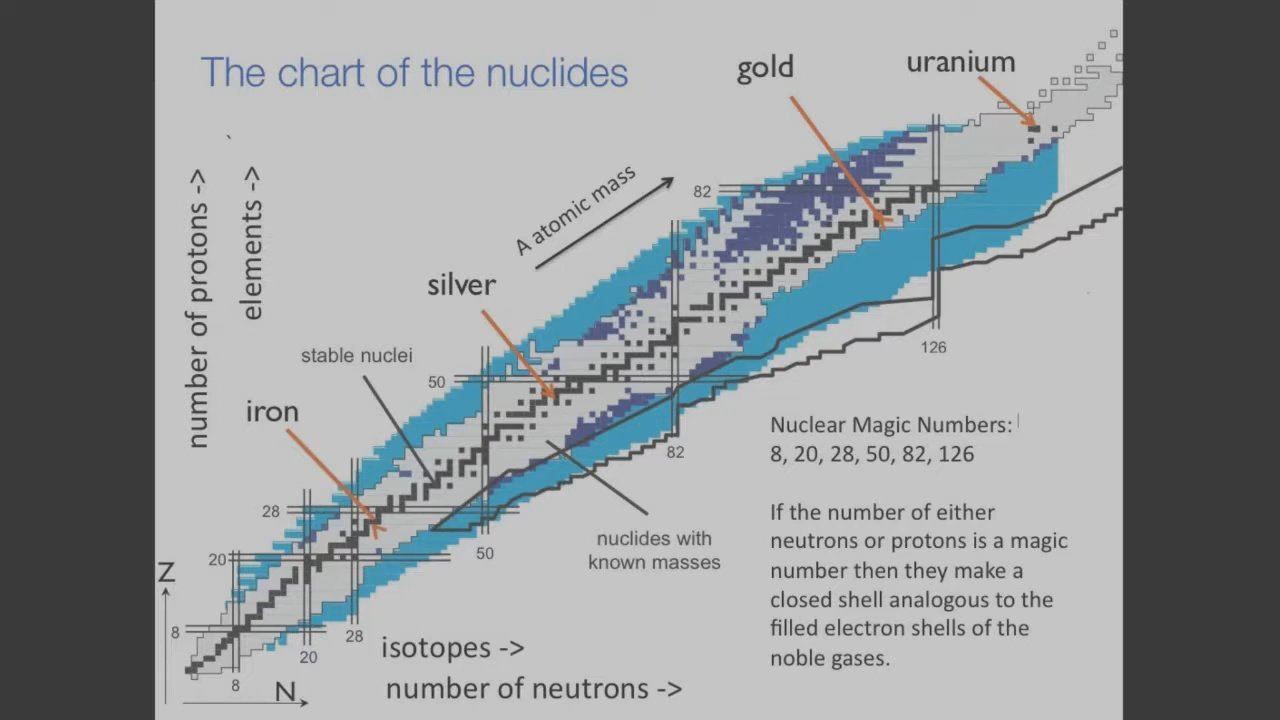 The chart of the nuclides
gold
uranium
number of protons ->
elements ->
A atomic mass
82
silver
stable nuclei
50
iron
126
Nuclear Magic Numbers:
8, 20, 28, 50, 82, 126
82
28
If the number of either
neutrons or protons is a magic
number then they make a
closed shell analogous to the
filled electron shells of the
noble gases.
nuclides with
known masses
50
20
Z
8
28
20
8
N
isotopes ->
number of neutrons ->